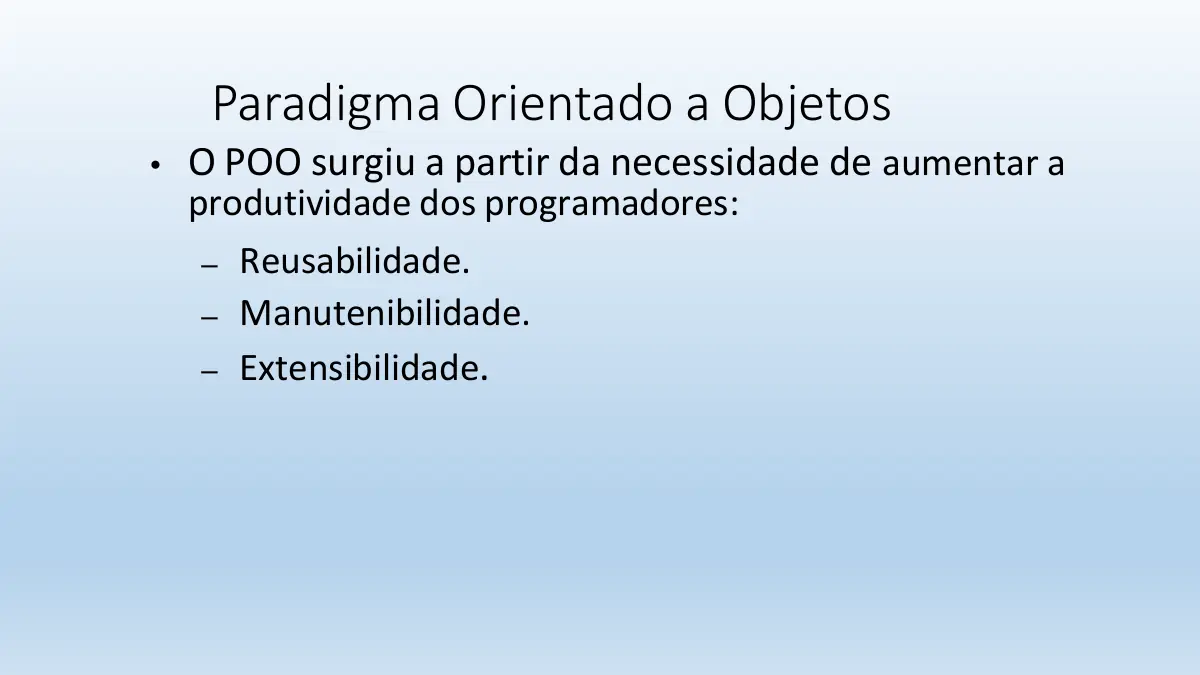 Paradigma Orientado a Objetos
• O POO surgiu a partir da necessidade de aumentar a
produtividade dos programadores:
– Reusabilidade.
– Manutenibilidade.
– Extensibilidade.